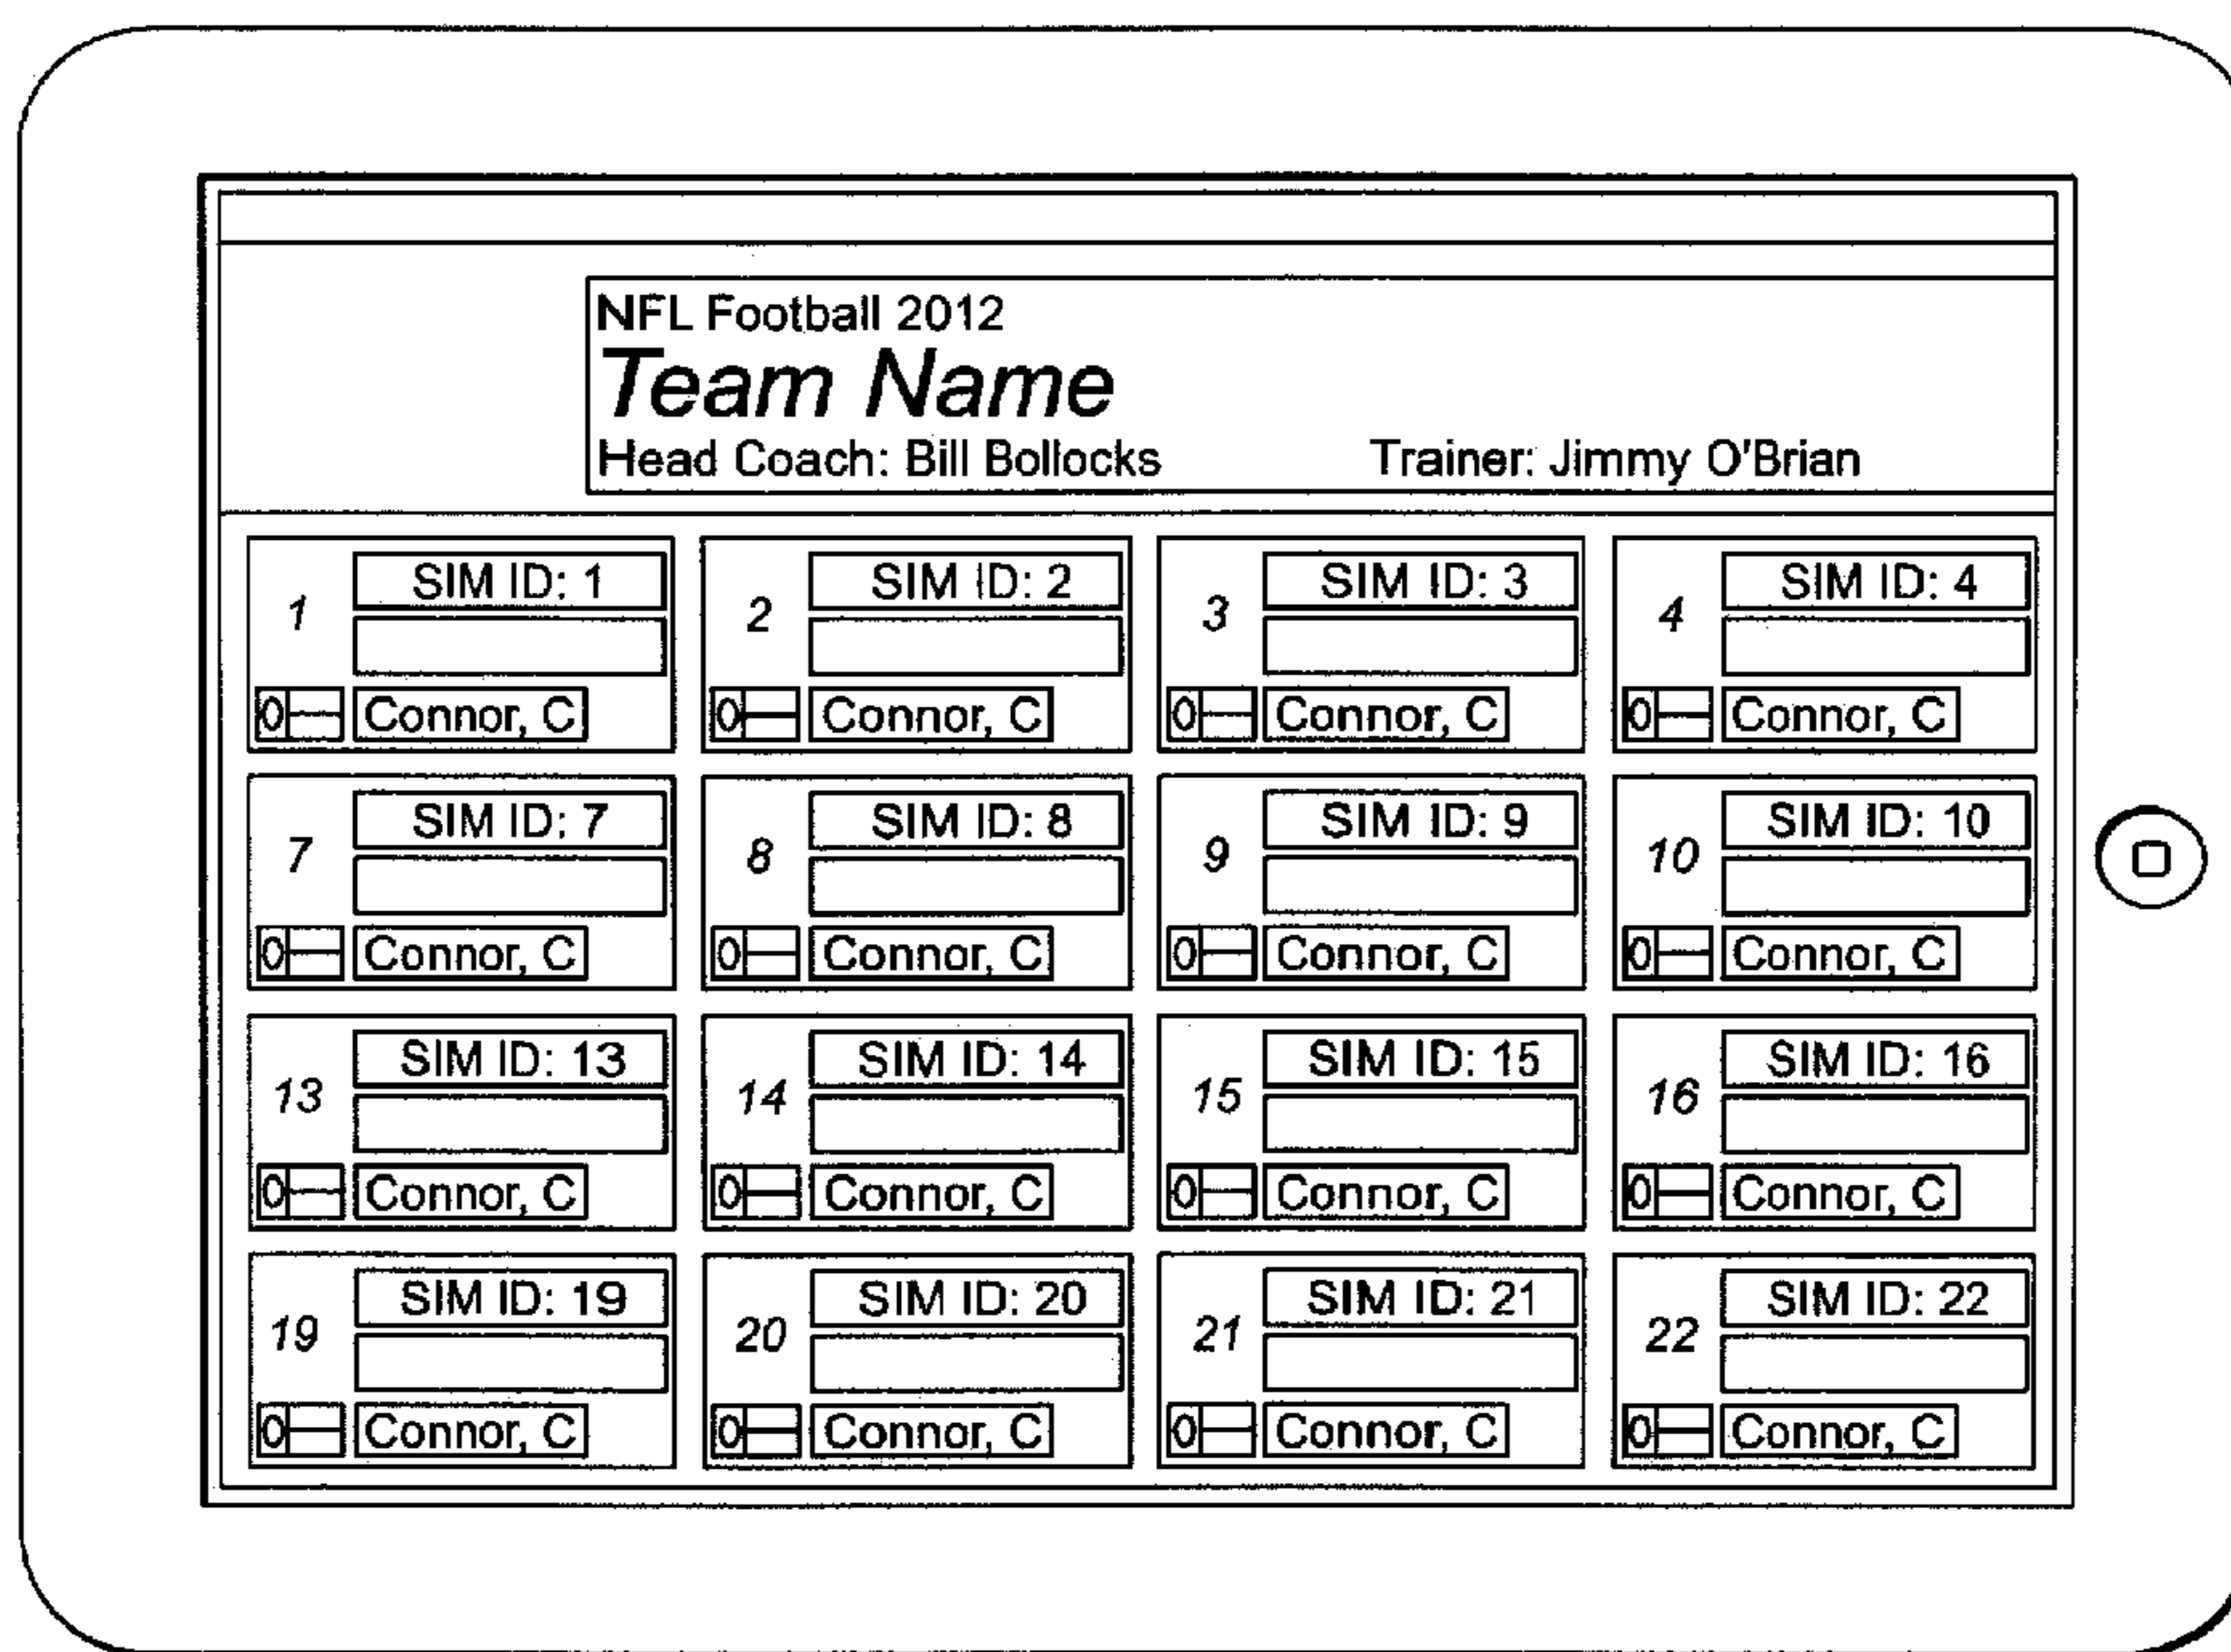 NFL Football 2012
Team Name
Head Coach: Bill Bollocks Trainer: Jimmy O'Brian
1 SIM ID: 1
0 Connor, C
2 SIM ID: 2
0 Connor, C
3 SIM ID: 3
0 Connor, C
4 SIM ID: 4
0 Connor, C
7 SIM ID: 7
0 Connor, C
8 SIM ID: 8
0 Connor, C
9 SIM ID: 9
0 Connor, C
10 SIM ID: 10
0 Connor, C
13 SIM ID: 13
0 Connor, C
14 SIM ID: 14
0 Connor, C
15 SIM ID: 15
0 Connor, C
16 SIM ID: 16
0 Connor, C
19 SIM ID: 19
0 Connor, C
20 SIM ID: 20
0 Connor, C
21 SIM ID: 21
0 Connor, C
22 SIM ID: 22
0 Connor, C